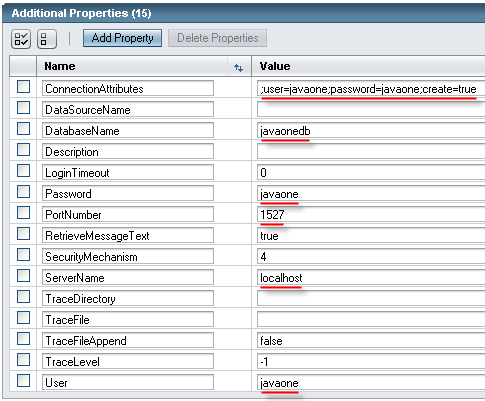 Additional Properties (15)
Add Property Delete Properties
Name Value
ConnectionAttributes ;user=javaone;password=javaone;create=true
DataSourceName
DatabaseName javaonedb
Description
LoginTimeout 0
Password javaone
PortNumber 1527
RetrieveMessageText true
SecurityMechanism 4
ServerName localhost
TraceDirectory
TraceFile
TraceFileAppend false
TraceLevel -1
User javaone